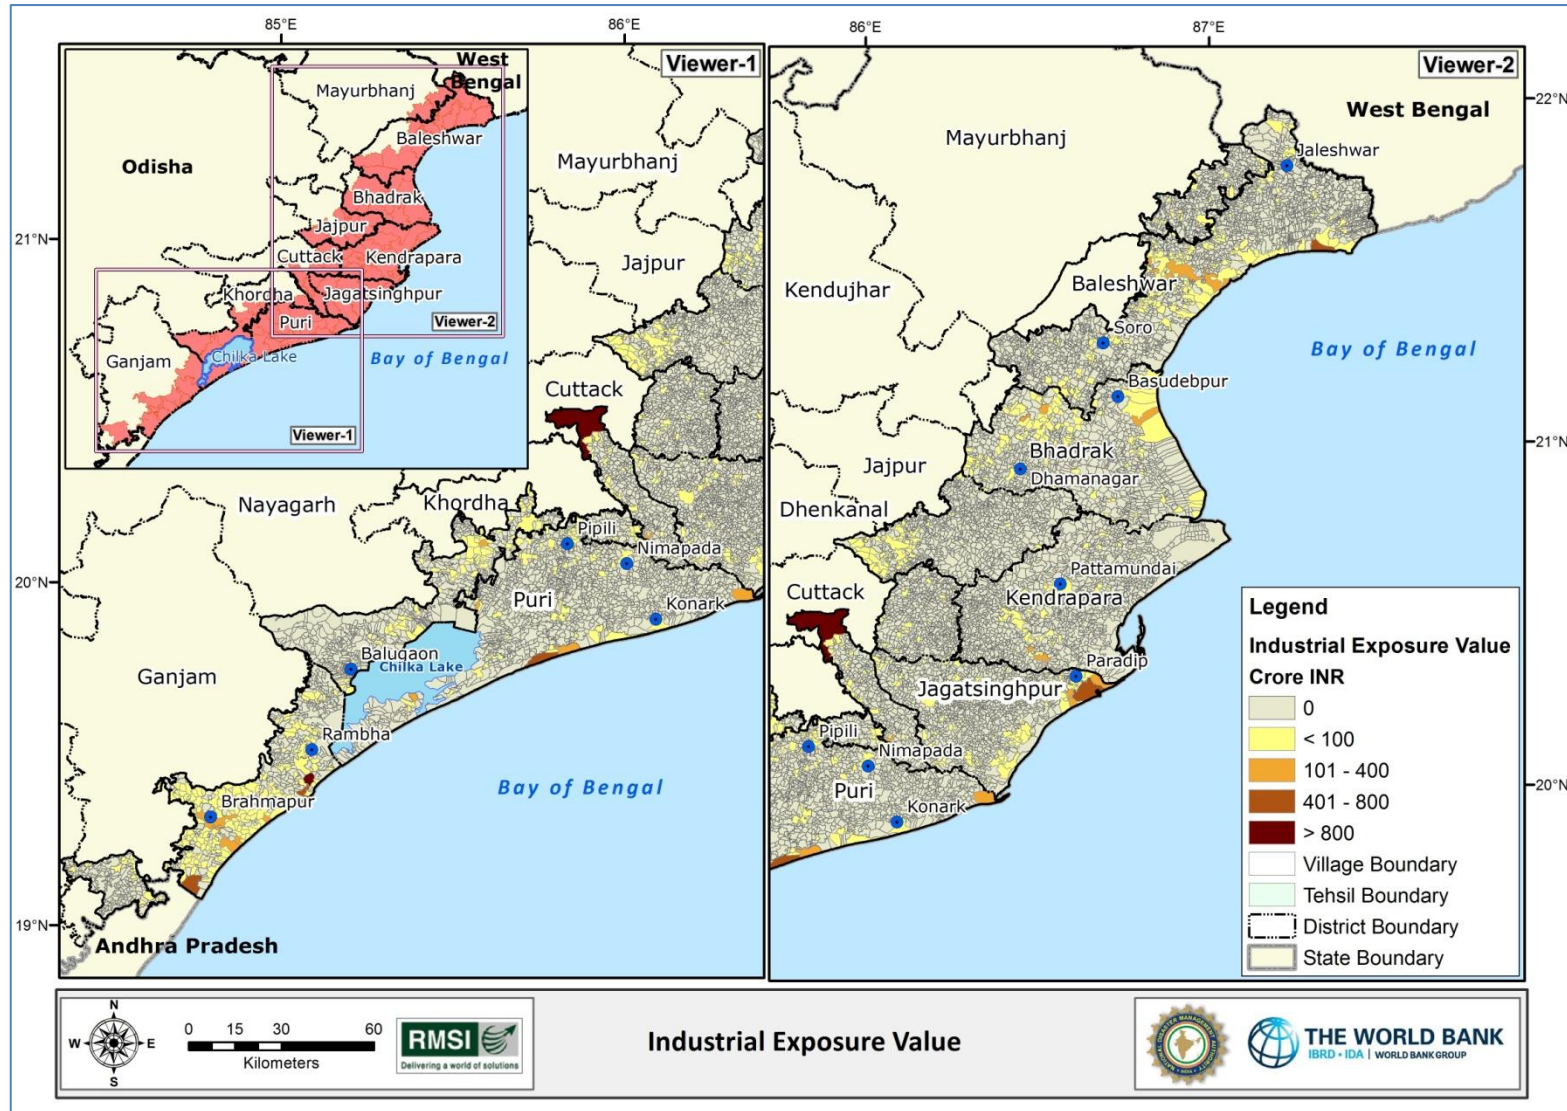 85°E
86°E
86°E
87°E
22°N
21°N
20°N
19°N
21°N
20°N
West
Bengal
Mayurbhanj
Baleshwar
Odisha
Bhadrak
Jajpur
Cuttack
Kendrapara
Khordha
Jagatsinghpur
Puri
Viewer-2
Ganjam
Chilka Lake
Bay of Bengal
Viewer-1
Viewer-1
Mayurbhanj
Jajpur
Cuttack
Nayagarh
Khordha
Pipili
Nimapada
Puri
Konark
Balugaon
Chilka Lake
Ganjam
Rambha
Bay of Bengal
Brahmapur
Andhra Pradesh
Viewer-2
West Bengal
Mayurbhanj
Jaleshwar
Baleshwar
Kendujhar
Soro
Bay of Bengal
Basudebpur
Bhadrak
Jajpur
Dhamanagar
Dhenkanal
Pattamundai
Cuttack
Kendrapara
Paradip
Jagatsinghpur
Pipili
Nimapada
Puri
Konark
Legend
Industrial Exposure Value
Crore INR
0
< 100
101 - 400
401 - 800
> 800
Village Boundary
Tehsil Boundary
District Boundary
State Boundary
N
W E
S
0 15 30 60
Kilometers
RMSI
Delivering a world of solutions
Industrial Exposure Value
THE WORLD BANK
IBRD • IDA | WORLD BANK GROUP